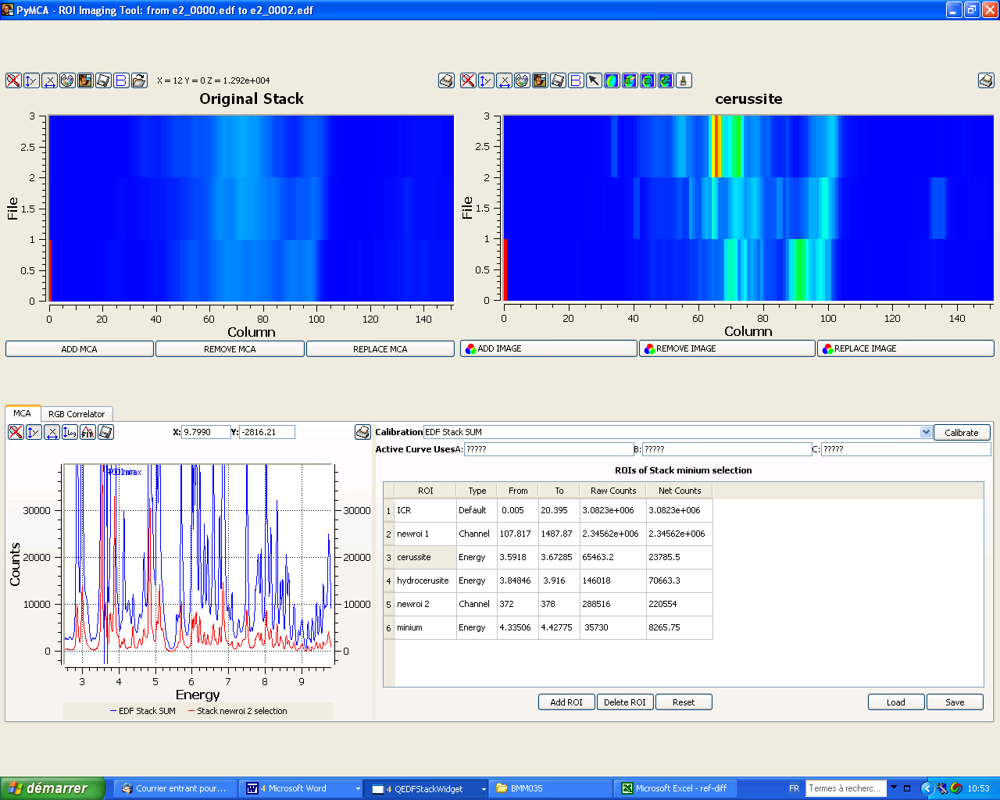 PyMCA - ROI Imaging Tool: from e2_0000.edf to e2_0002.edf
X = 12 Y = 0 Z = 1.292e+004
Original Stack
cerussite
3
2.5
2
1.5
1
0.5
0
File
0 20 40 60 80 100 120 140
Column
3
2.5
2
1.5
1
0.5
0
File
0 20 40 60 80 100 120 140
Column
ADD MCA REMOVE MCA REPLACE MCA
ADD IMAGE REMOVE IMAGE REPLACE IMAGE
MCA RGB Correlator
X: 9.7990 Y: -2816.21
Calibration EDF Stack SUM Calibrate
Active Curve Uses A: ????? B: ????? C: ?????
ROIs of Stack minium selection
ROI Type From To Raw Counts Net Counts
1 ICR Default 0.005 20.395 3.0823e+006 3.0823e+006
2 newroi 1 Channel 107.817 1487.87 2.34562e+006 2.34562e+006
3 cerussite Energy 3.5918 3.67285 65463.2 23785.5
4 hydrocerusite Energy 3.84846 3.916 146018 70663.3
5 newroi 2 Channel 372 378 288516 220554
6 minium Energy 4.33506 4.42775 35730 8265.75
Add ROI Delete ROI Reset Load Save
30000 30000
20000 20000
10000 10000
0 0
Counts
3 4 5 6 7 8 9
Energy
EDF Stack SUM Stack newroi 2 selection
démarrer
Courrier entrant pour...
4 Microsoft Word
4 QEDFStackWidget
BMM035
Microsoft Excel - ref-diff
FR
Termes à recherc...
10:53